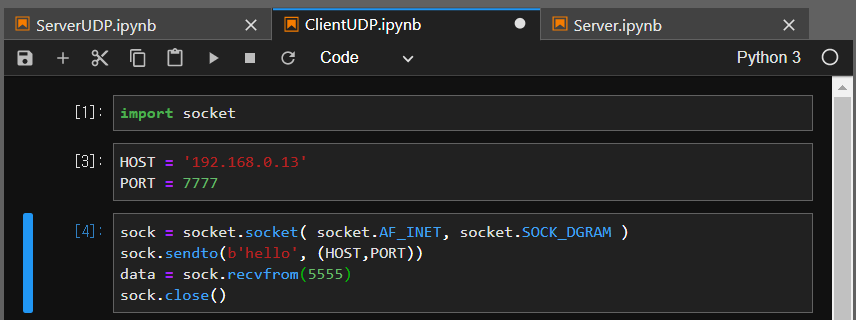 ServerUDP.ipynb
ClientUDP.ipynb
Server.ipynb
Code
Python 3
[1]:
import socket
[3]:
HOST = '192.168.0.13'
PORT = 7777
[4]:
sock = socket.socket( socket.AF_INET, socket.SOCK_DGRAM )
sock.sendto(b'hello', (HOST,PORT))
data = sock.recvfrom(5555)
sock.close()